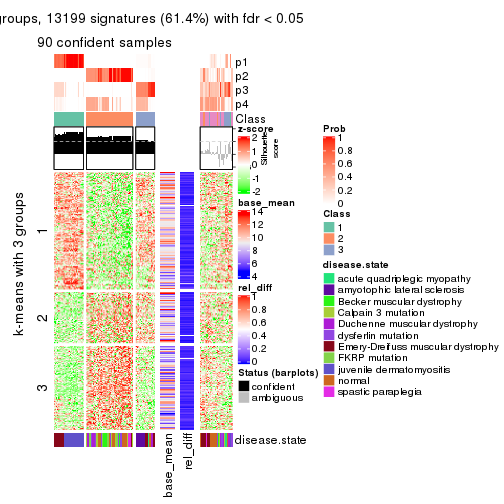 groups, 13199 signatures (61.4%) with fdr < 0.05
90 confident samples
p1
p2
p3
p4
Class
z-score
2
1
0
-1
-2
Silhouette
score
base_mean
14
12
10
8
6
4
rel_diff
1
0.8
0.6
0.4
0.2
0
Status (barplots)
confident
ambiguous
k-means with 3 groups
1
2
3
base_mean
rel_diff
disease.state
Prob
1
0.8
0.6
0.4
0.2
0
Class
1
2
3
disease.state
acute quadriplegic myopathy
amyotophic lateral sclerosis
Becker muscular dystrophy
Calpain 3 mutation
Duchenne muscular dystrophy
dysferlin mutation
Emery-Dreifuss muscular dystrophy
FKRP mutation
juvenile dermatomyositis
normal
spastic paraplegia